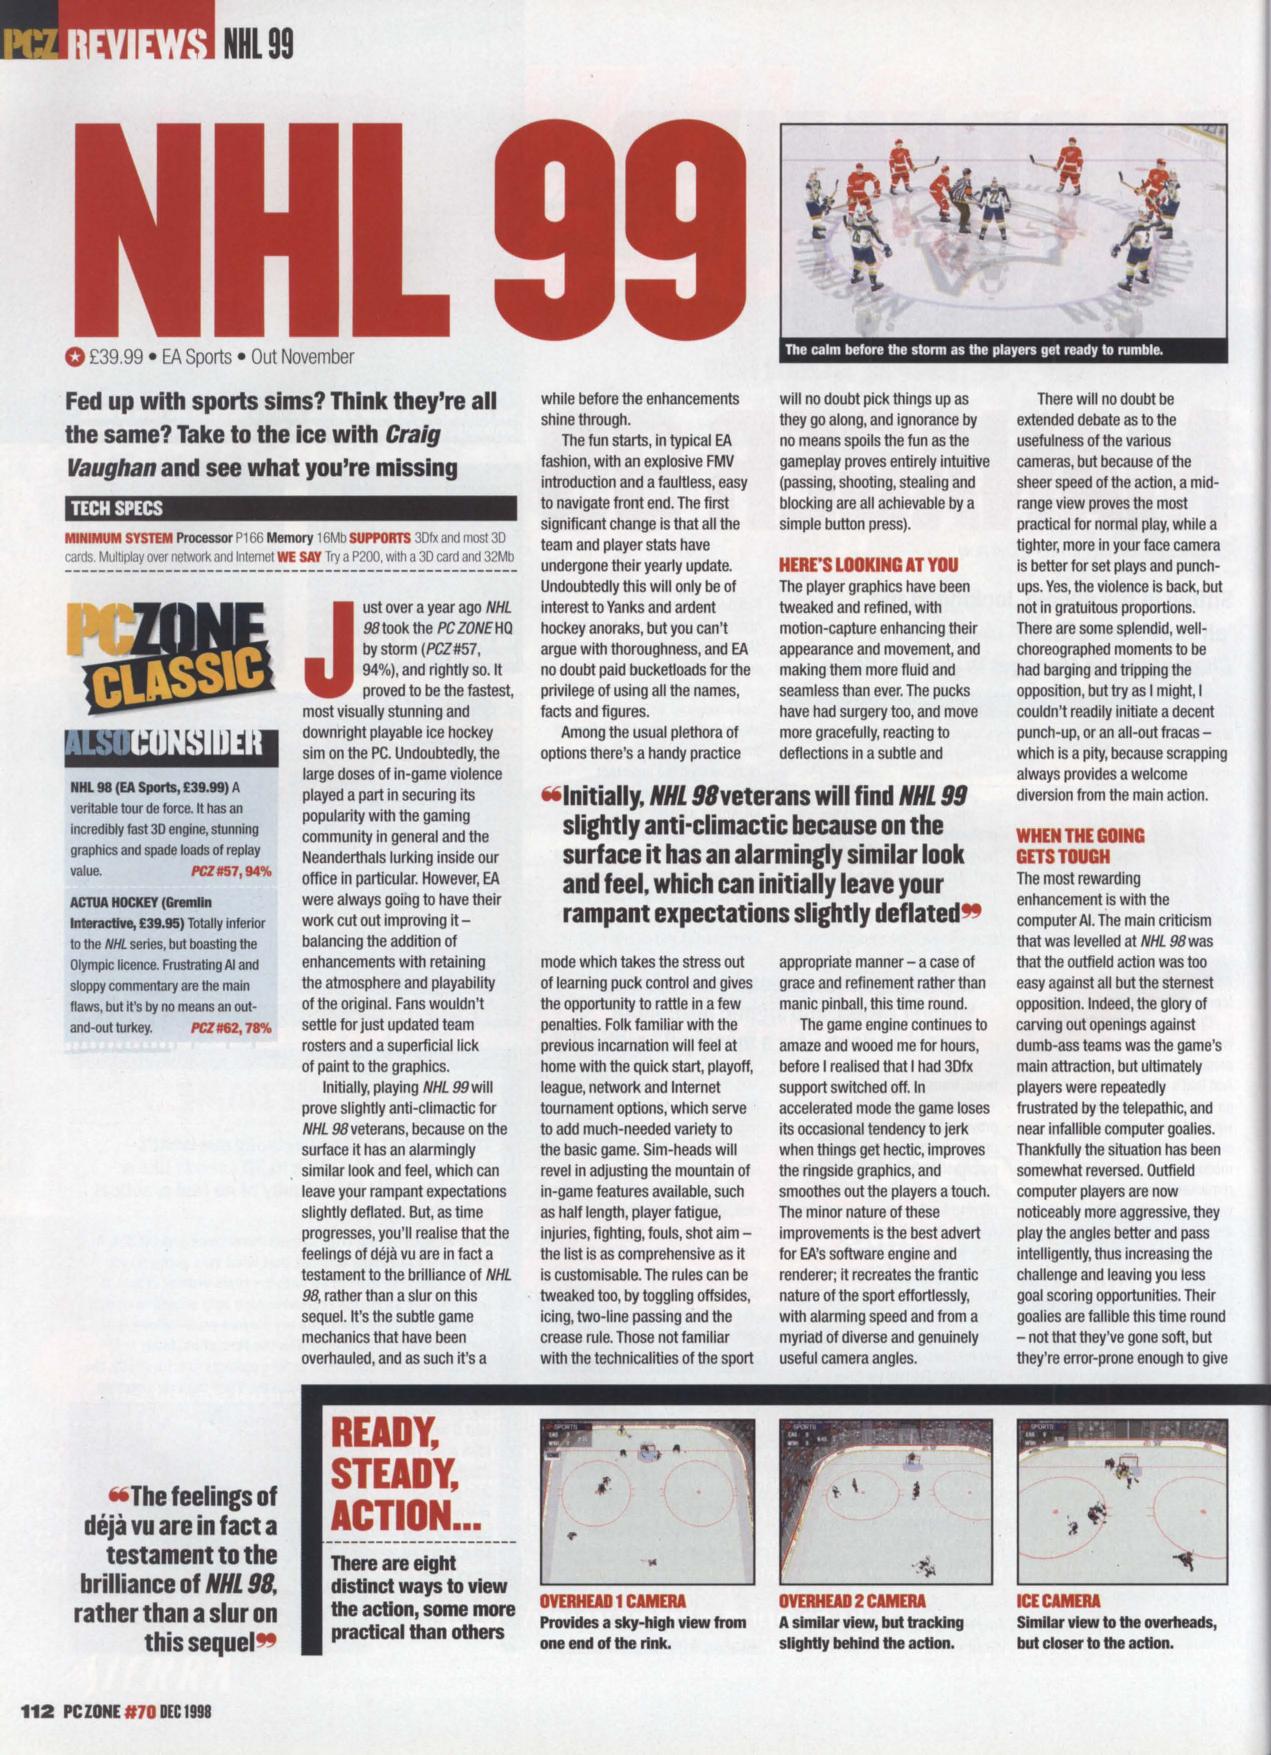 PCZ REVIEWS NHL 99
NHL 99
£39.99 • EA Sports • Out November
The calm before the storm as the players get ready to rumble.
Fed up with sports sims? Think they're all
the same? Take to the ice with Craig
Vaughan and see what you're missing
TECH SPECS
MINIMUM SYSTEM Processor P166 Memory 16Mb SUPPORTS 3Dfx and most 3D
cards. Multiplay over network and Internet WE SAY Try a P200, with a 3D card and 32Mb
PCZONE
CLASSIC
ALSO CONSIDER
NHL 98 (EA Sports, £39.99) A
veritable tour de force. It has an
incredibly fast 3D engine, stunning
graphics and spade loads of replay
value. PCZ #57, 94%
ACTUA HOCKEY (Gremlin
Interactive, £39.95) Totally inferior
to the NHL series, but boasting the
Olympic licence. Frustrating AI and
sloppy commentary are the main
flaws, but it's by no means an out-
and-out turkey. PCZ #62, 78%
Just over a year ago NHL
98 took the PC ZONE HQ
by storm (PCZ #57,
94%), and rightly so. It
proved to be the fastest,
most visually stunning and
downright playable ice hockey
sim on the PC. Undoubtedly, the
large doses of in-game violence
played a part in securing its
popularity with the gaming
community in general and the
Neanderthals lurking inside our
office in particular. However, EA
were always going to have their
work cut out improving it –
balancing the addition of
enhancements with retaining
the atmosphere and playability
of the original. Fans wouldn't
settle for just updated team
rosters and a superficial lick
of paint to the graphics.
Initially, playing NHL 99 will
prove slightly anti-climactic for
NHL 98 veterans, because on the
surface it has an alarmingly
similar look and feel, which can
leave your rampant expectations
slightly deflated. But, as time
progresses, you'll realise that the
feelings of déjà vu are in fact a
testament to the brilliance of NHL
98, rather than a slur on this
sequel. It's the subtle game
mechanics that have been
overhauled, and as such it's a
while before the enhancements
shine through.
The fun starts, in typical EA
fashion, with an explosive FMV
introduction and a faultless, easy
to navigate front end. The first
significant change is that all the
team and player stats have
undergone their yearly update.
Undoubtedly this will only be of
interest to Yanks and ardent
hockey anoraks, but you can't
argue with thoroughness, and EA
no doubt paid bucketloads for the
privilege of using all the names,
facts and figures.
Among the usual plethora of
options there's a handy practice
“Initially, NHL 98 veterans will find NHL 99
slightly anti-climactic because on the
surface it has an alarmingly similar look
and feel, which can initially leave your
rampant expectations slightly deflated”
mode which takes the stress out
of learning puck control and gives
the opportunity to rattle in a few
penalties. Folk familiar with the
previous incarnation will feel at
home with the quick start, playoff,
league, network and Internet
tournament options, which serve
to add much-needed variety to
the basic game. Sim-heads will
revel in adjusting the mountain of
in-game features available, such
as half length, player fatigue,
injuries, fighting, fouls, shot aim –
the list is as comprehensive as it
is customisable. The rules can be
tweaked too, by toggling offsides,
icing, two-line passing and the
crease rule. Those not familiar
with the technicalities of the sport
will no doubt pick things up as
they go along, and ignorance by
no means spoils the fun as the
gameplay proves entirely intuitive
(passing, shooting, stealing and
blocking are all achievable by a
simple button press).
HERE'S LOOKING AT YOU
The player graphics have been
tweaked and refined, with
motion-capture enhancing their
appearance and movement, and
making them more fluid and
seamless than ever. The pucks
have had surgery too, and move
more gracefully, reacting to
deflections in a subtle and
appropriate manner – a case of
grace and refinement rather than
manic pinball, this time round.
The game engine continues to
amaze and wooed me for hours,
before I realised that I had 3Dfx
support switched off. In
accelerated mode the game loses
its occasional tendency to jerk
when things get hectic, improves
the ringside graphics, and
smoothes out the players a touch.
The minor nature of these
improvements is the best advert
for EA's software engine and
renderer; it recreates the frantic
nature of the sport effortlessly,
with alarming speed and from a
myriad of diverse and genuinely
useful camera angles.
There will no doubt be
extended debate as to the
usefulness of the various
cameras, but because of the
sheer speed of the action, a mid-
range view proves the most
practical for normal play, while a
tighter, more in your face camera
is better for set plays and punch-
ups. Yes, the violence is back, but
not in gratuitous proportions.
There are some splendid, well-
choreographed moments to be
had barging and tripping the
opposition, but try as I might, I
couldn't readily initiate a decent
punch-up, or an all-out fracas –
which is a pity, because scrapping
always provides a welcome
diversion from the main action.
WHEN THE GOING
GETS TOUGH
The most rewarding
enhancement is with the
computer AI. The main criticism
that was levelled at NHL 98 was
that the outfield action was too
easy against all but the sternest
opposition. Indeed, the glory of
carving out openings against
dumb-ass teams was the game's
main attraction, but ultimately
players were repeatedly
frustrated by the telepathic, and
near infallible computer goalies.
Thankfully the situation has been
somewhat reversed. Outfield
computer players are now
noticeably more aggressive, they
play the angles better and pass
intelligently, thus increasing the
challenge and leaving you less
goal scoring opportunities. Their
goalies are fallible this time round
– not that they've gone soft, but
they're error-prone enough to give
“The feelings of
déjà vu are in fact a
testament to the
brilliance of NHL 98,
rather than a slur on
this sequel”
READY,
STEADY,
ACTION...
There are eight
distinct ways to view
the action, some more
practical than others
OVERHEAD 1 CAMERA
Provides a sky-high view from
one end of the rink.
OVERHEAD 2 CAMERA
A similar view, but tracking
slightly behind the action.
ICE CAMERA
Similar view to the overheads,
but closer to the action.
112 PC ZONE #70 DEC 1998